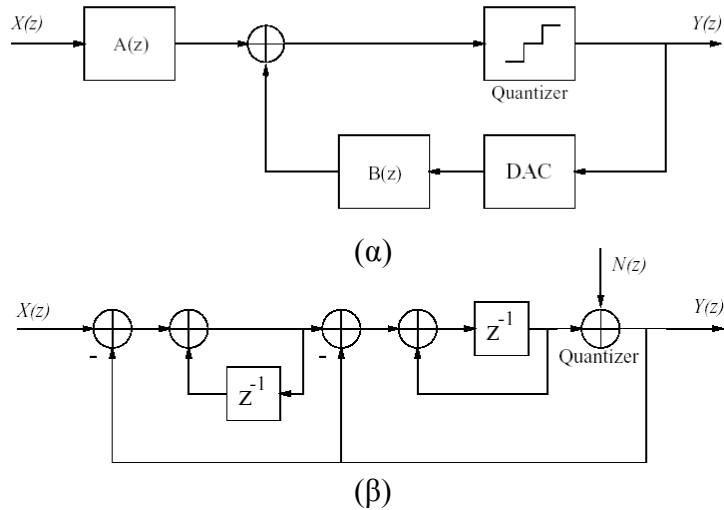 X(z)
A(z)
Y(z)
Quantizer
B(z)
DAC
(α)
N(z)
X(z)
z⁻¹
Y(z)
Quantizer
-
-
z⁻¹
(β)